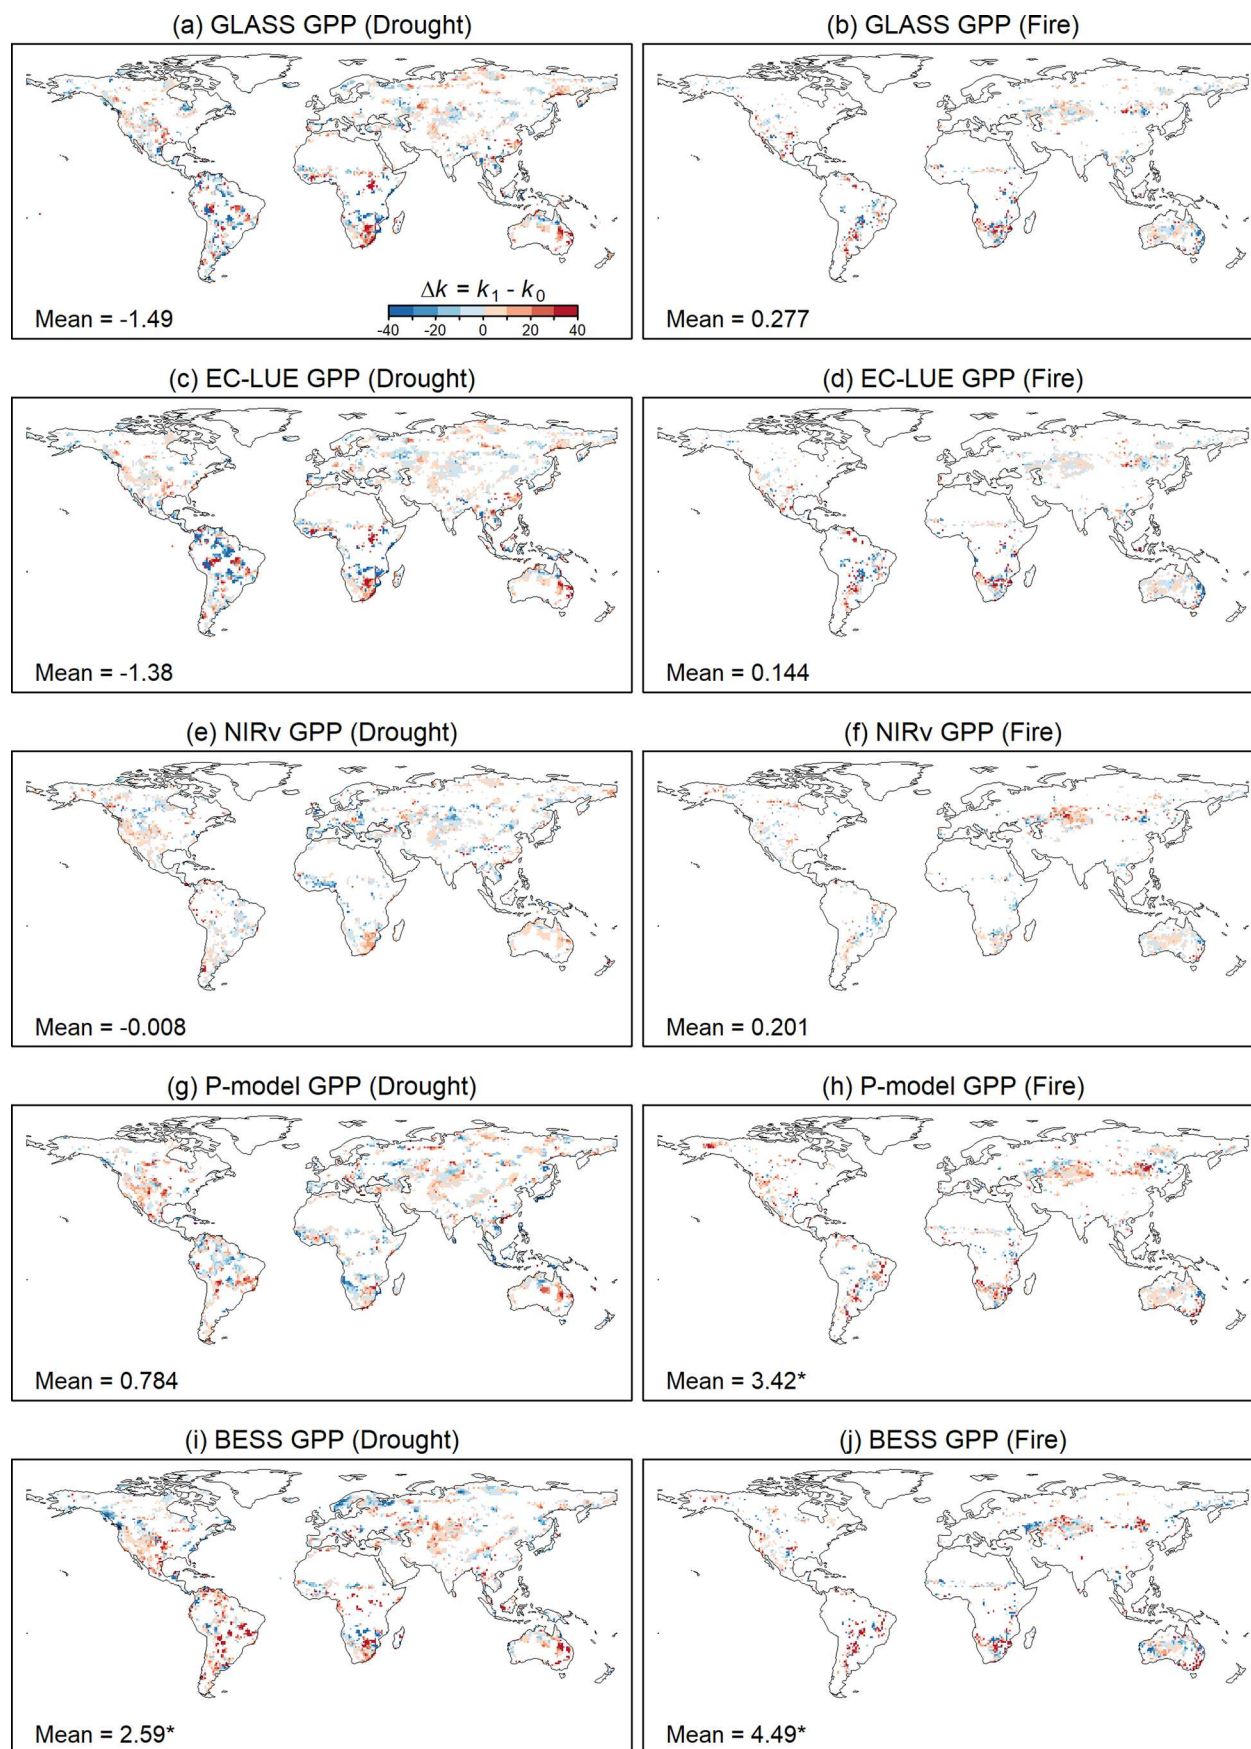 (a) GLASS GPP (Drought)
(b) GLASS GPP (Fire)
Δk = k₁ - k₀
-40 -20 0 20 40
Mean = -1.49
Mean = 0.277
(c) EC-LUE GPP (Drought)
(d) EC-LUE GPP (Fire)
Mean = -1.38
Mean = 0.144
(e) NIRv GPP (Drought)
(f) NIRv GPP (Fire)
Mean = -0.008
Mean = 0.201
(g) P-model GPP (Drought)
(h) P-model GPP (Fire)
Mean = 0.784
Mean = 3.42*
(i) BESS GPP (Drought)
(j) BESS GPP (Fire)
Mean = 2.59*
Mean = 4.49*